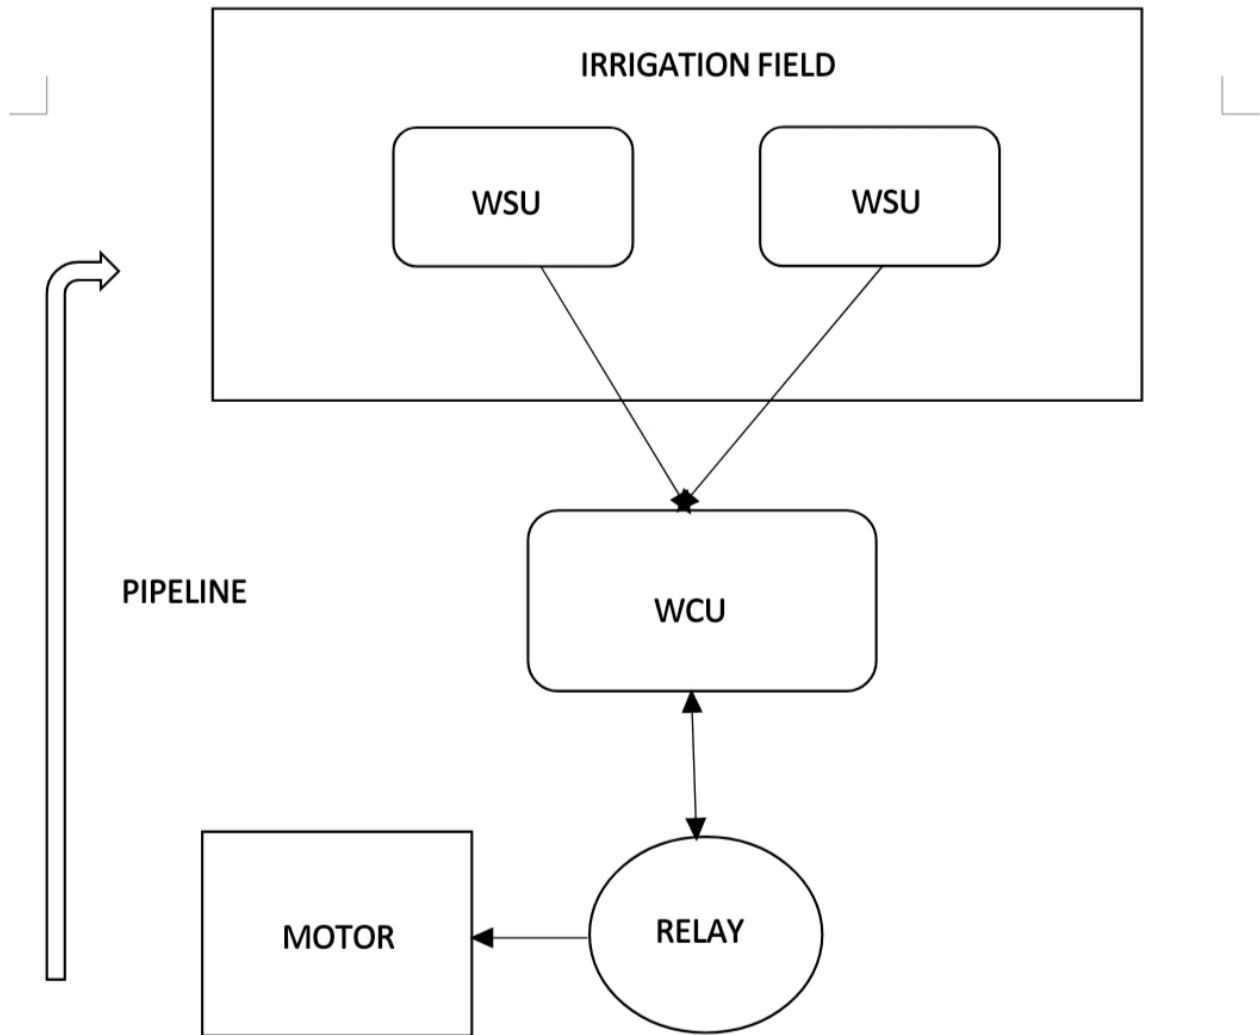 IRRIGATION FIELD
WSU
WSU
PIPELINE
WCU
MOTOR
RELAY